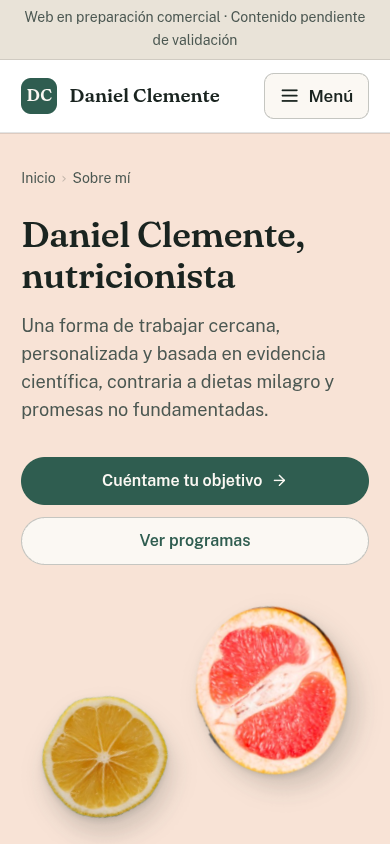 Web en preparación comercial · Contenido pendiente
de validación
DC Daniel Clemente
Menú
Inicio › Sobre mí
Daniel Clemente,
nutricionista
Una forma de trabajar cercana,
personalizada y basada en evidencia
científica, contraria a dietas milagro y
promesas no fundamentadas.
Cuéntame tu objetivo →
Ver programas